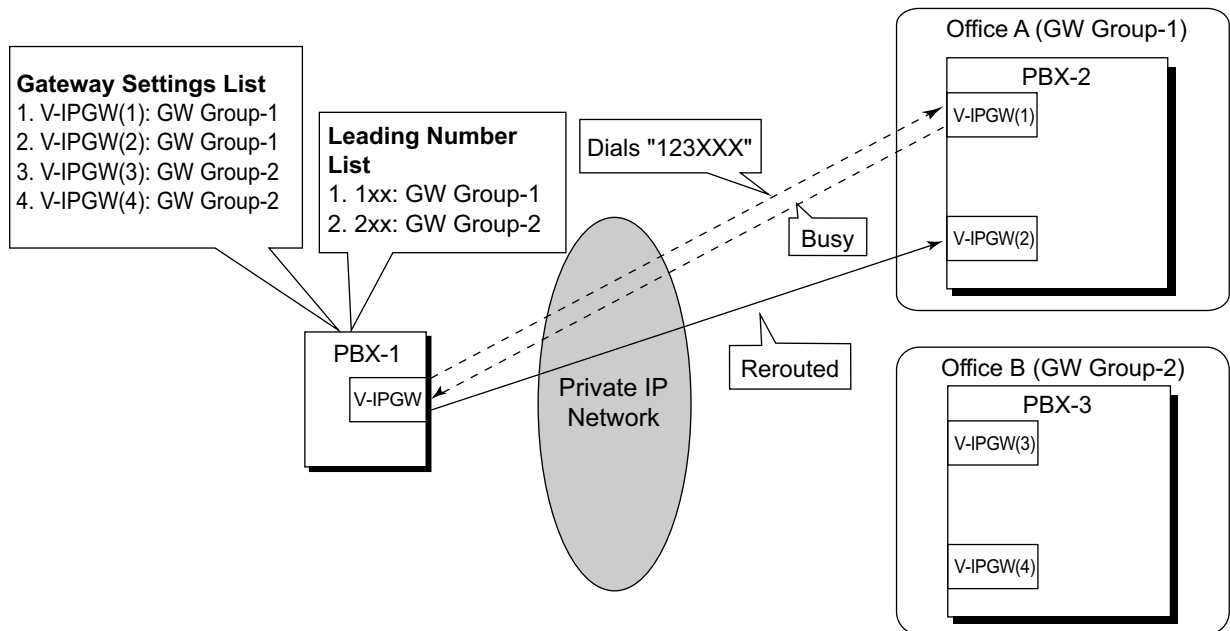 Gateway Settings List
1. V-IPGW(1): GW Group-1
2. V-IPGW(2): GW Group-1
3. V-IPGW(3): GW Group-2
4. V-IPGW(4): GW Group-2
Leading Number
List
1. 1xx: GW Group-1
2. 2xx: GW Group-2
PBX-1
V-IPGW
Private IP
Network
Dials "123XXX"
Busy
Rerouted
Office A (GW Group-1)
PBX-2
V-IPGW(1)
V-IPGW(2)
Office B (GW Group-2)
PBX-3
V-IPGW(3)
V-IPGW(4)